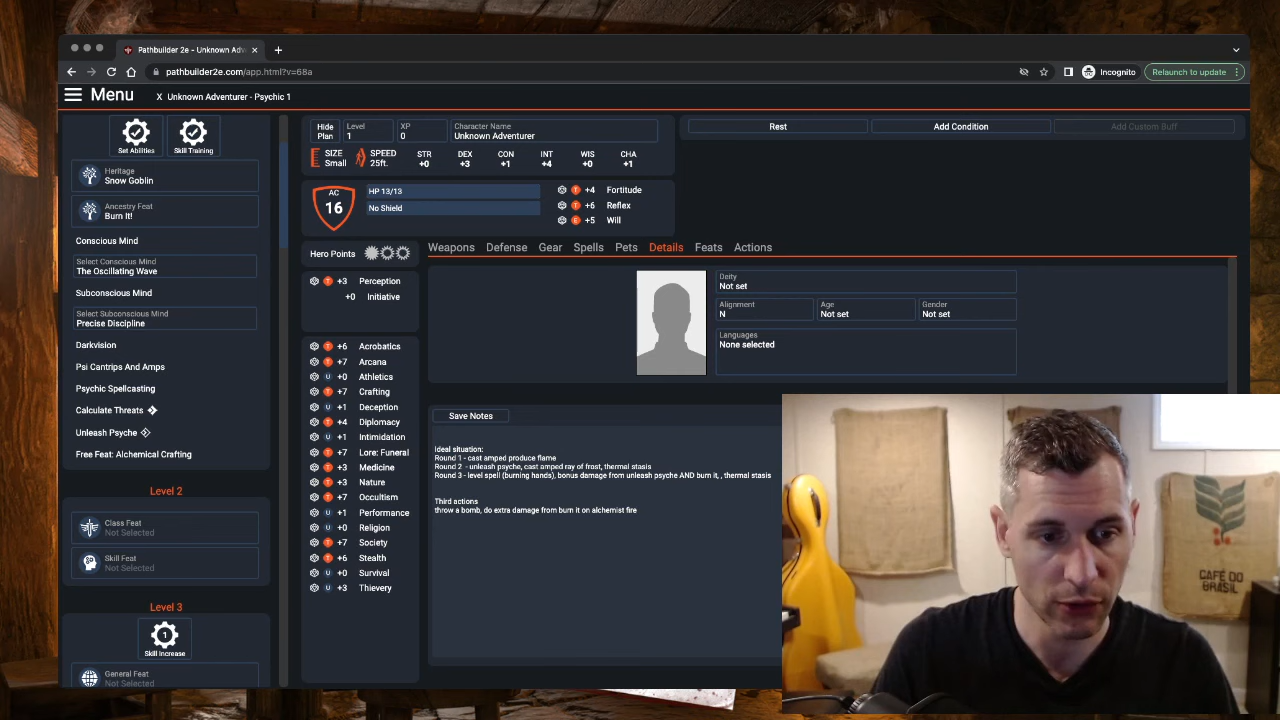 Pathbuilder 2e - Unknown Adv
pathbuilder2e.com/app.html?v=68a
Incognito
Relaunch to update
Menu
X Unknown Adventurer - Psychic 1
Set Abilities
Skill Training
Heritage
Snow Goblin
Ancestry Feat
Burn It!
Conscious Mind
Select Conscious Mind
The Oscillating Wave
Subconscious Mind
Select Subconscious Mind
Precise Discipline
Darkvision
Psi Cantrips And Amps
Psychic Spellcasting
Calculate Threats
Unleash Psyche
Free Feat: Alchemical Crafting
Level 2
Class Feat
Not Selected
Skill Feat
Not Selected
Level 3
1
Skill Increase
General Feat
Not Selected
Hide Plan
Level
1
XP
0
Character Name
Unknown Adventurer
SIZE
Small
SPEED
25ft.
STR
+0
DEX
+3
CON
+1
INT
+4
WIS
+0
CHA
+1
AC
16
HP 13/13
No Shield
T +4 Fortitude
T +6 Reflex
E +5 Will
Rest
Add Condition
Add Custom Buff
Hero Points
Weapons Defense Gear Spells Pets Details Feats Actions
T +3 Perception
+0 Initiative
T +6 Acrobatics
T +7 Arcana
U +0 Athletics
T +7 Crafting
U +1 Deception
T +4 Diplomacy
U +1 Intimidation
T +7 Lore: Funeral
T +3 Medicine
T +3 Nature
T +7 Occultism
U +1 Performance
U +0 Religion
T +7 Society
T +6 Stealth
U +0 Survival
U +3 Thievery
Deity
Not set
Alignment
N
Age
Not set
Gender
Not set
Languages
None selected
Save Notes
Ideal situation:
Round 1 - cast amped produce flame
Round 2 - unleash psyche, cast amped ray of frost, thermal stasis
Round 3 - level spell (burning hands), bonus damage from unleash psyche AND burn it, , thermal stasis
Third actions
throw a bomb, do extra damage from burn it on alchemist fire
CAFÉ DO
BRASIL